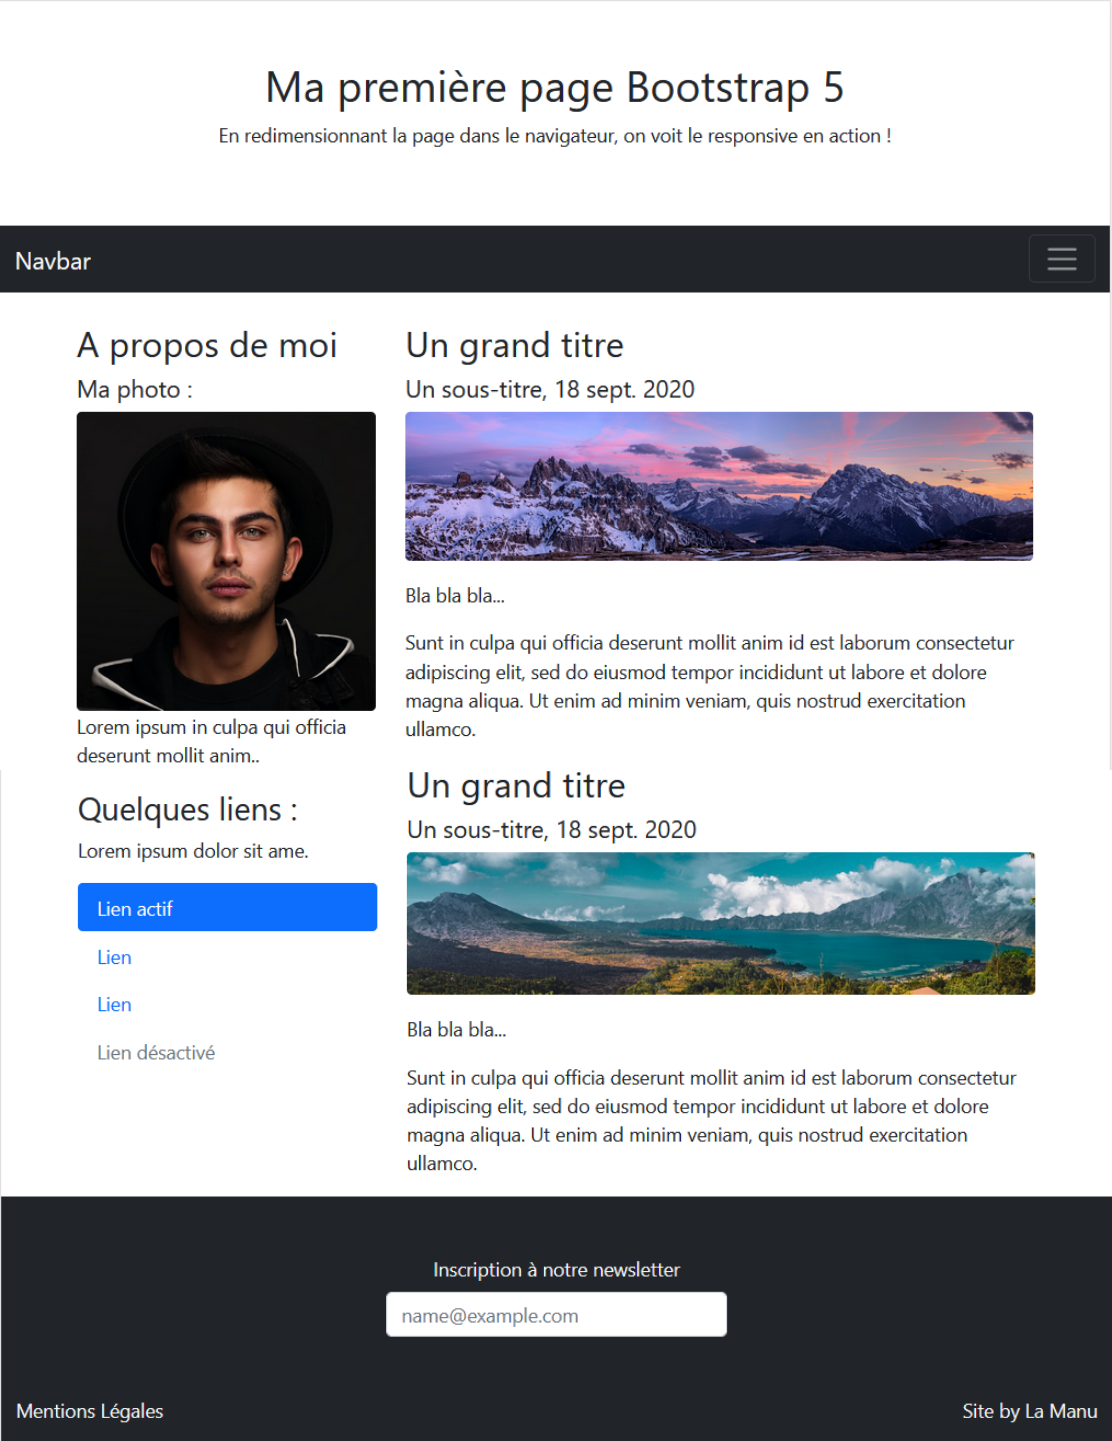 Ma première page Bootstrap 5
En redimensionnant la page dans le navigateur, on voit le responsive en action !
Navbar
A propos de moi
Ma photo :
Lorem ipsum in culpa qui officia
deserunt mollit anim..
Quelques liens :
Lorem ipsum dolor sit ame.
Lien actif
Lien
Lien
Lien désactivé
Un grand titre
Un sous-titre, 18 sept. 2020
Bla bla bla...
Sunt in culpa qui officia deserunt mollit anim id est laborum consectetur
adipiscing elit, sed do eiusmod tempor incididunt ut labore et dolore
magna aliqua. Ut enim ad minim veniam, quis nostrud exercitation
ullamco.
Un grand titre
Un sous-titre, 18 sept. 2020
Bla bla bla...
Sunt in culpa qui officia deserunt mollit anim id est laborum consectetur
adipiscing elit, sed do eiusmod tempor incididunt ut labore et dolore
magna aliqua. Ut enim ad minim veniam, quis nostrud exercitation
ullamco.
Inscription à notre newsletter
name@example.com
Mentions Légales
Site by La Manu